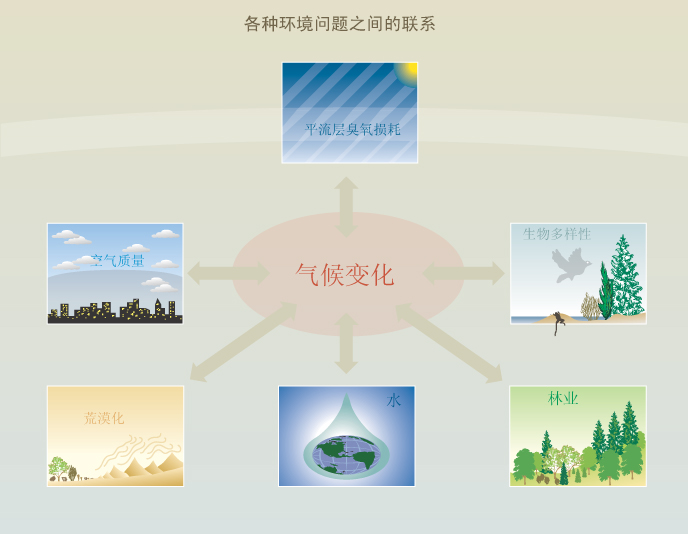 各种环境问题之间的联系
平流层臭氧损耗
空气质量
生物多样性
气候变化
荒漠化
水
林业